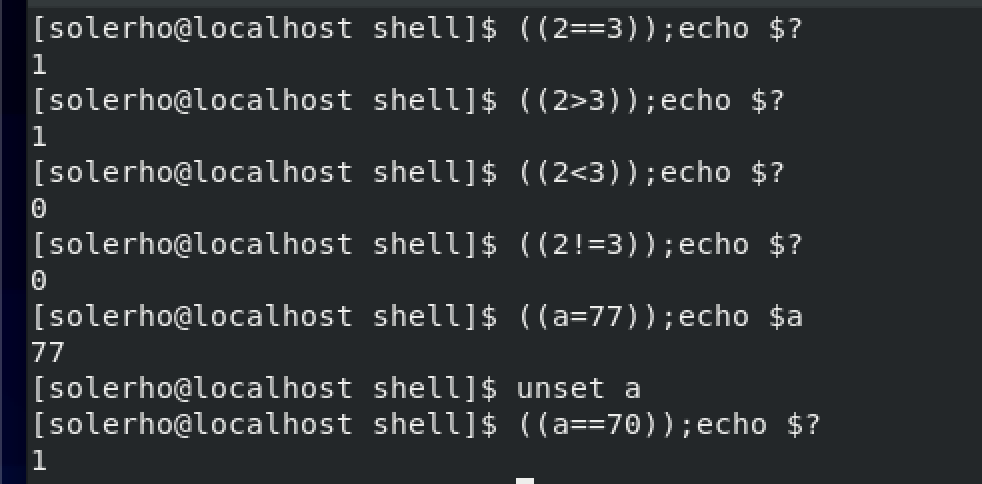 [solerho@localhost shell]$ ((2==3));echo $?
1
[solerho@localhost shell]$ ((2>3));echo $?
1
[solerho@localhost shell]$ ((2<3));echo $?
0
[solerho@localhost shell]$ ((2!=3));echo $?
0
[solerho@localhost shell]$ ((a=77));echo $a
77
[solerho@localhost shell]$ unset a
[solerho@localhost shell]$ ((a==70));echo $?
1